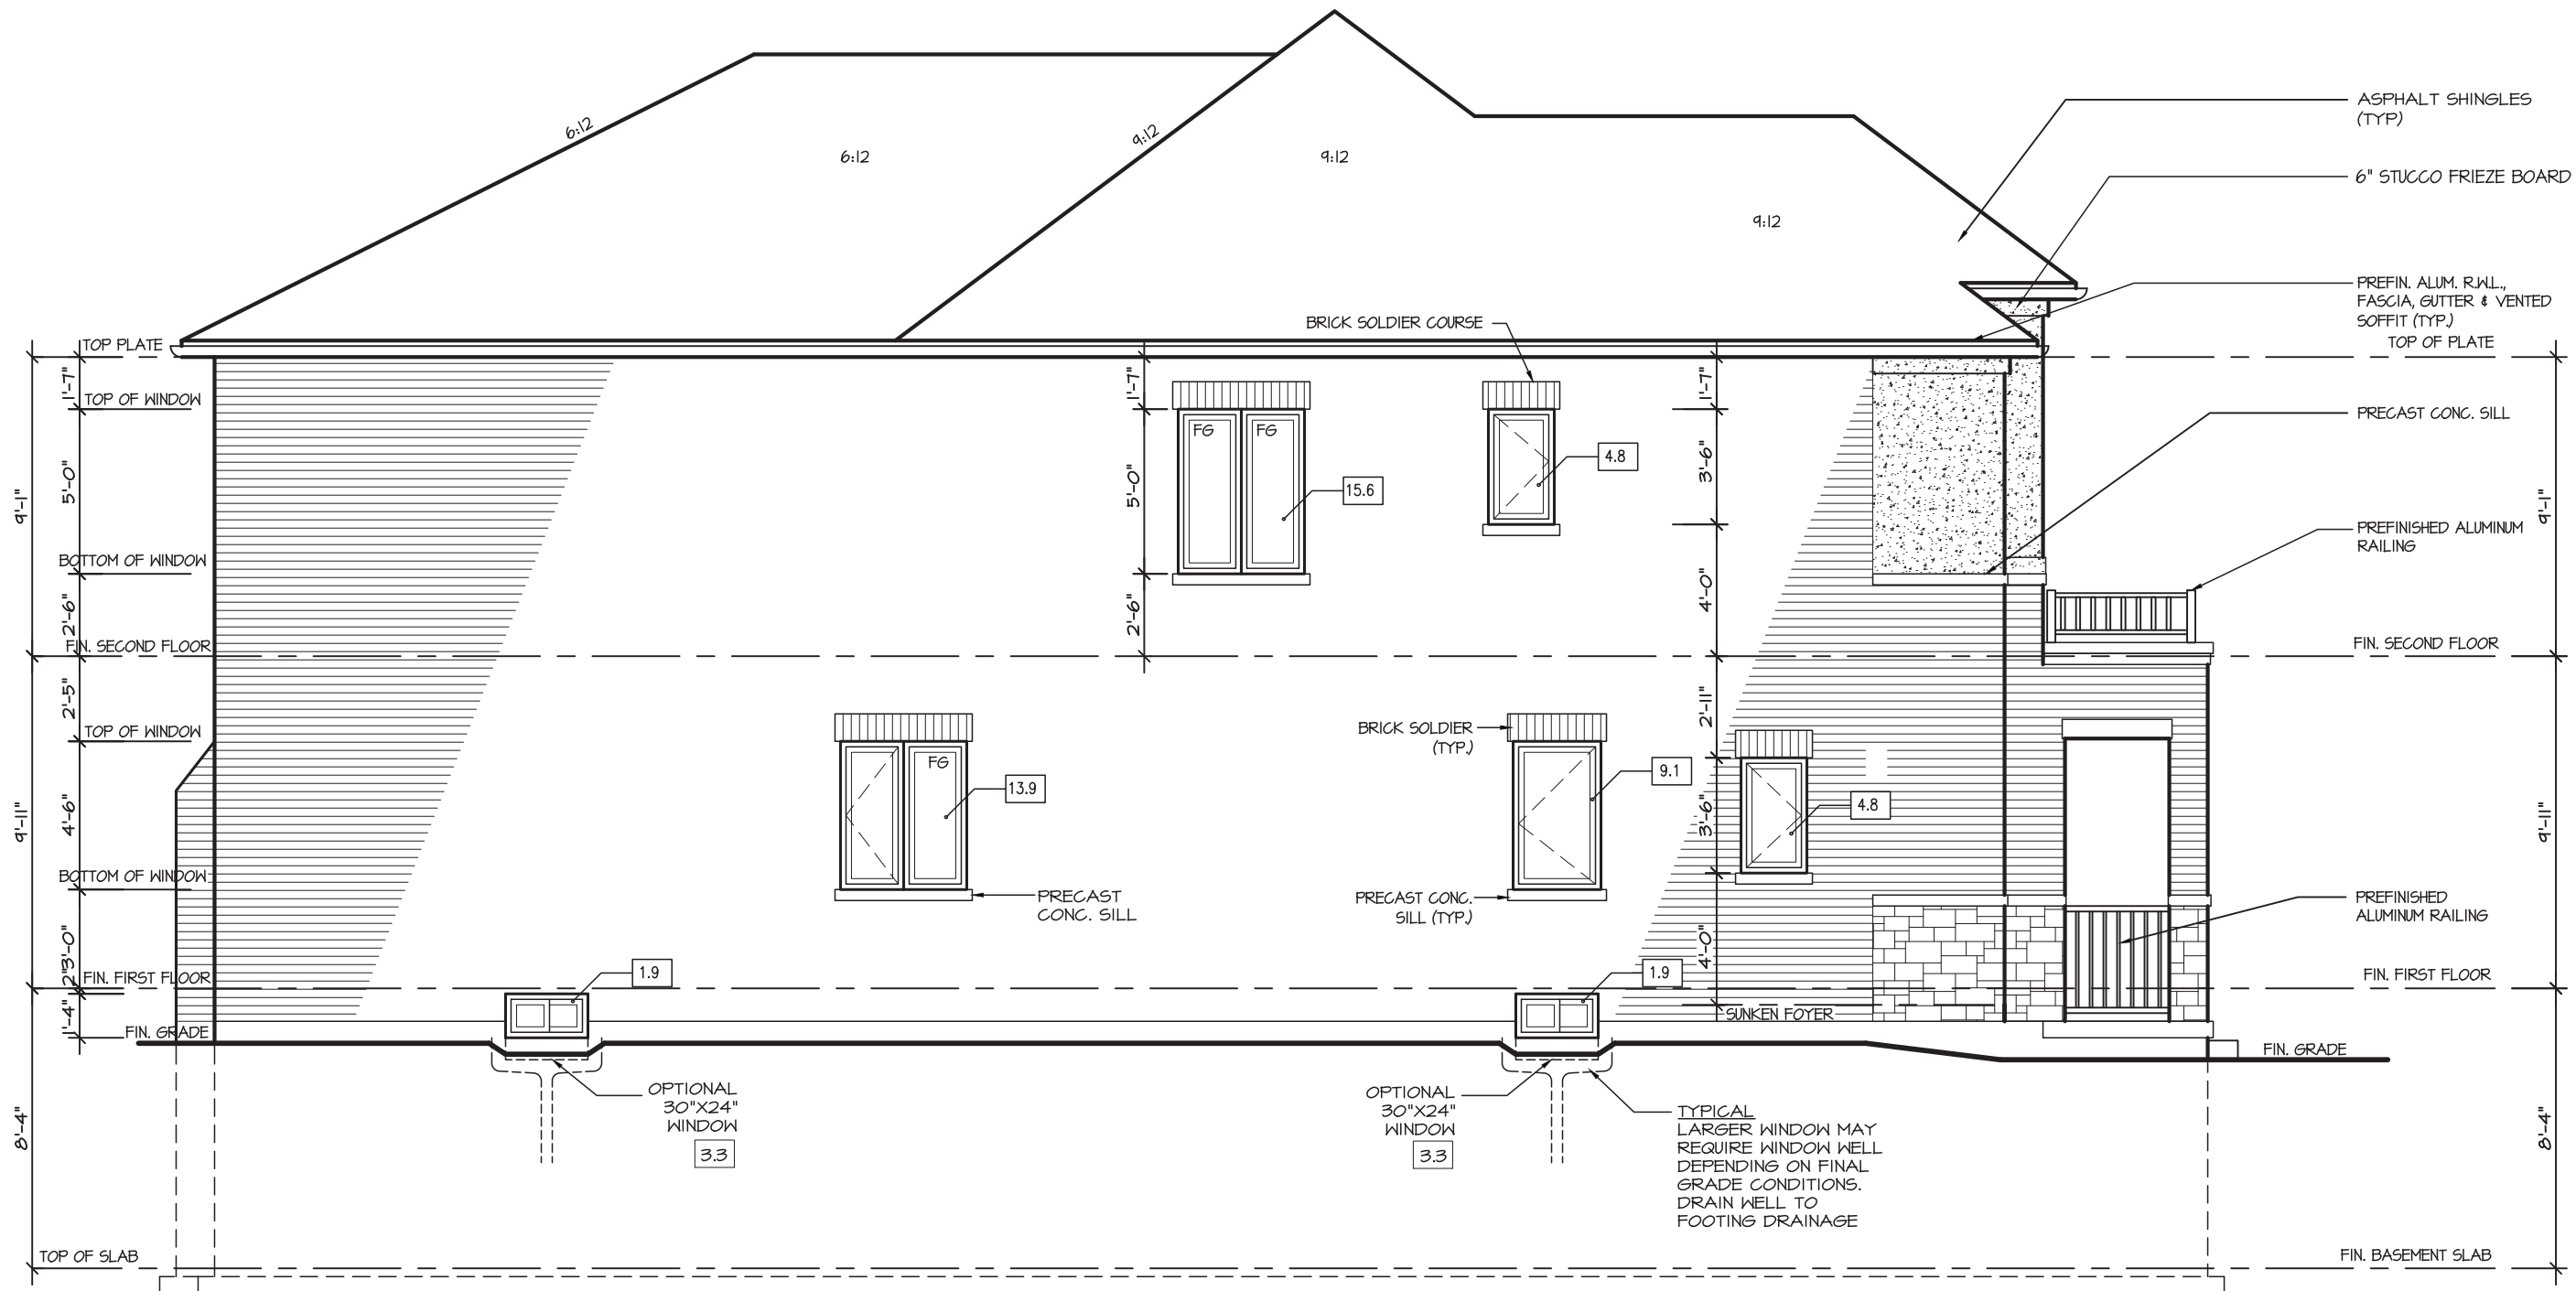 6:12
6:12
9:12
9:12
9:12
ASPHALT SHINGLES
(TYP)
6" STUCCO FRIEZE BOARD
PREFIN. ALUM. R.W.L.,
FASCIA, GUTTER & VENTED
SOFFIT (TYP.)
TOP OF PLATE
PRECAST CONC. SILL
PREFINISHED ALUMINUM
RAILING
FIN. SECOND FLOOR
PREFINISHED
ALUMINUM RAILING
FIN. FIRST FLOOR
FIN. GRADE
FIN. BASEMENT SLAB
9'-1"
9'-11"
8'-4"
TOP PLATE
1'-7"
TOP OF WINDOW
5'-0"
9'-1"
BOTTOM OF WINDOW
2'-6"
FIN. SECOND FLOOR
2'-5"
TOP OF WINDOW
4'-6"
9'-11"
BOTTOM OF WINDOW
3'-0"
FIN. FIRST FLOOR
2"
1'-4"
FIN. GRADE
8'-4"
TOP OF SLAB
BRICK SOLDIER COURSE
1'-7"
5'-0"
2'-6"
FG FG
15.6
4.8
1'-7"
3'-6"
4'-0"
2'-11"
3'-6"
4'-0"
FG
13.9
PRECAST
CONC. SILL
BRICK SOLDIER
(TYP.)
9.1
4.8
PRECAST CONC.
SILL (TYP.)
1.9
1.9
SUNKEN FOYER
OPTIONAL
30"X24"
WINDOW
3.3
OPTIONAL
30"X24"
WINDOW
3.3
TYPICAL
LARGER WINDOW MAY
REQUIRE WINDOW WELL
DEPENDING ON FINAL
GRADE CONDITIONS.
DRAIN WELL TO
FOOTING DRAINAGE